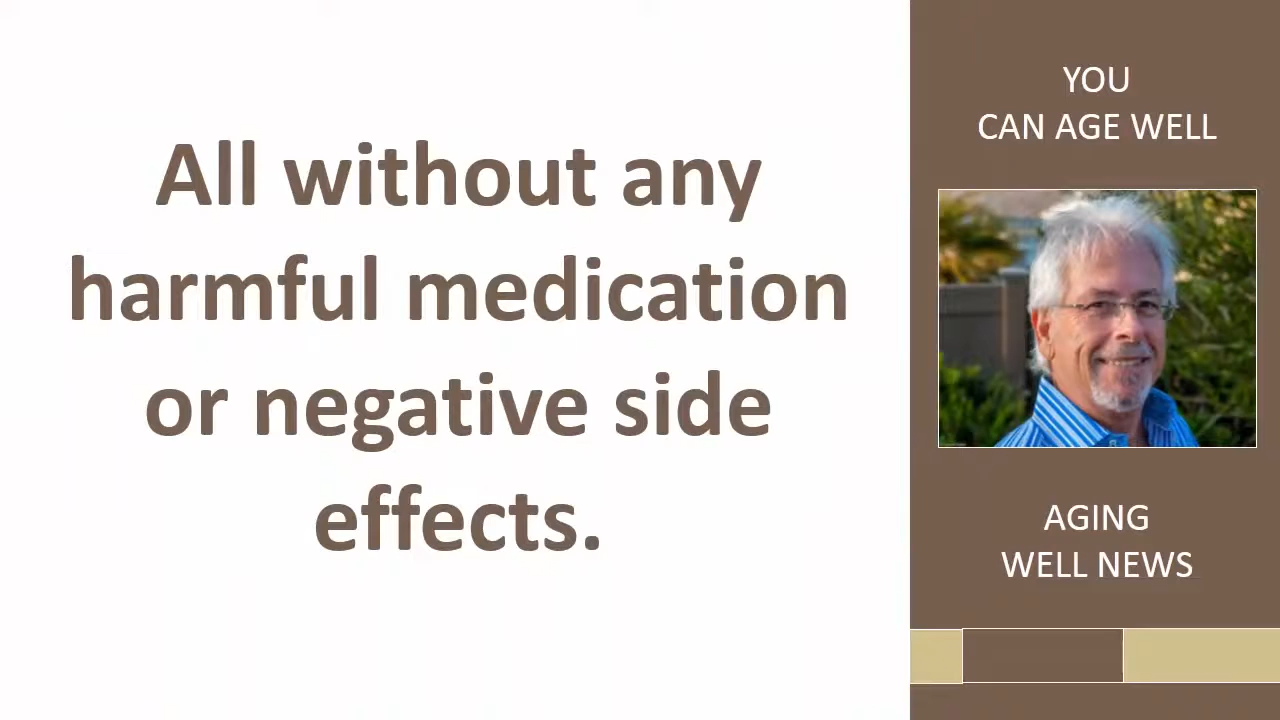 All without any
harmful medication
or negative side
effects.
YOU
CAN AGE WELL
AGING
WELL NEWS